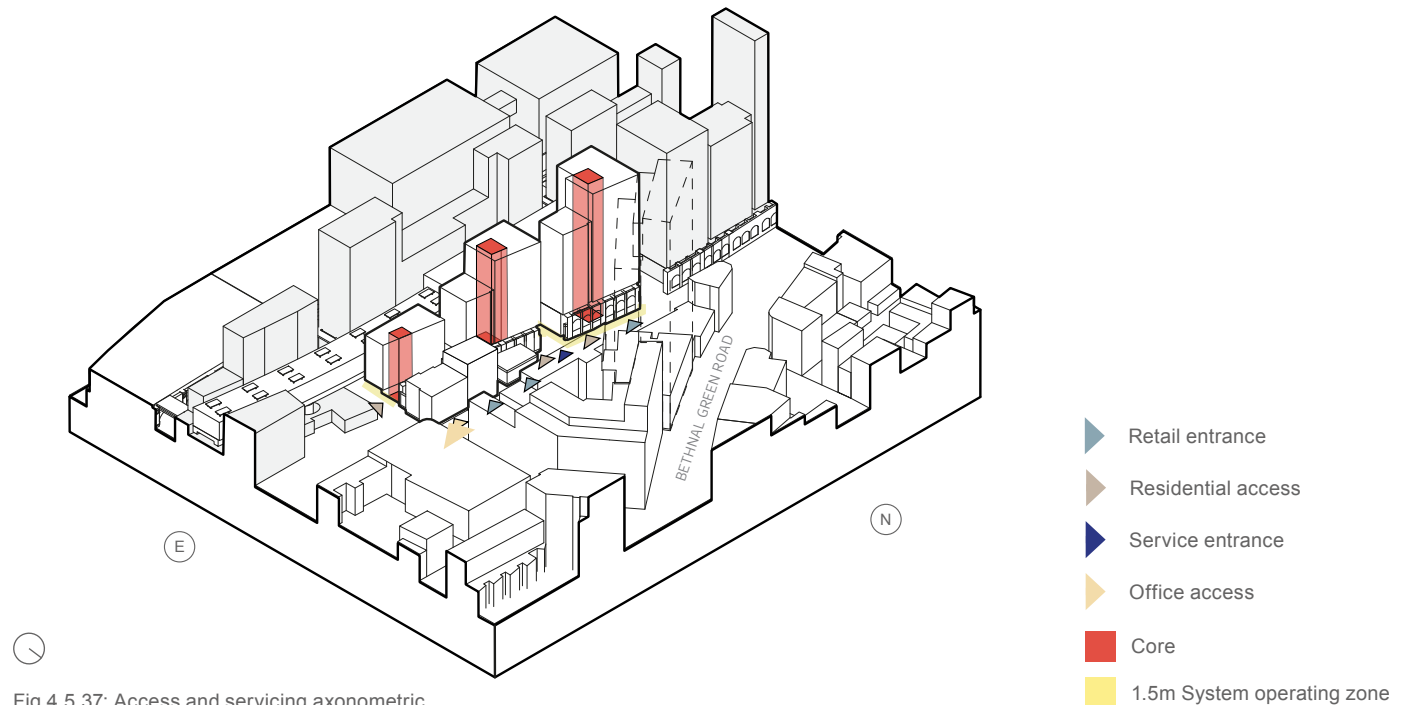 BETHNAL GREEN ROAD
E
N
Retail entrance
Residential access
Service entrance
Office access
Core
1.5m System operating zone
Fig 4.5.37: Access and servicing axonometric